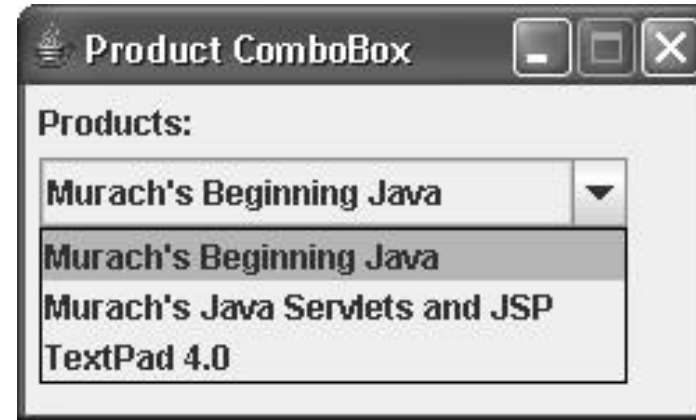 Product ComboBox
Products:
Murach's Beginning Java
Murach's Beginning Java
Murach's Java Servlets and JSP
TextPad 4.0